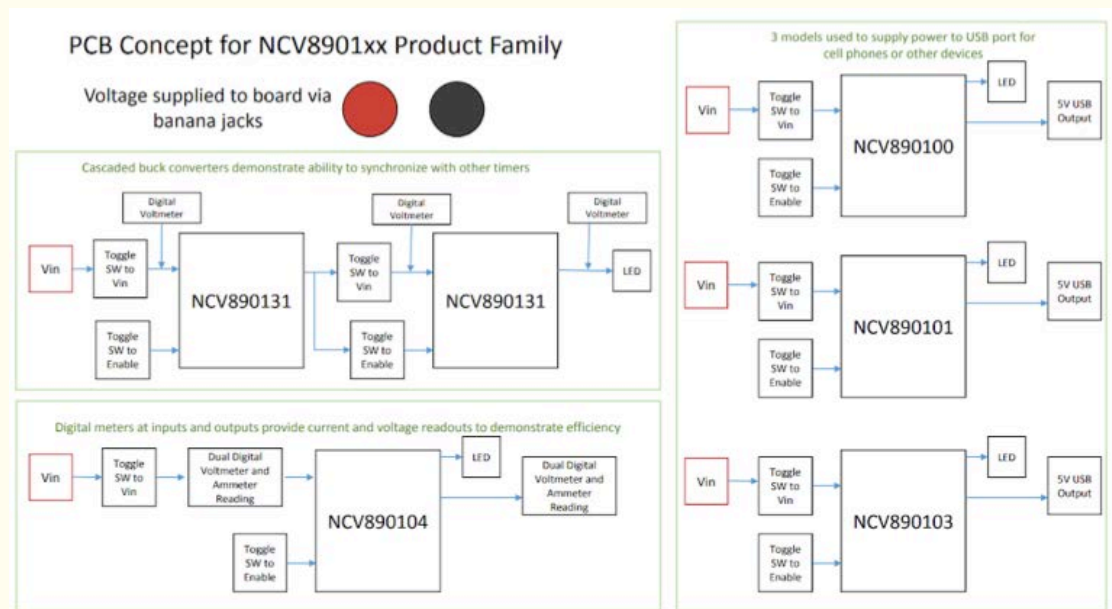 PCB Concept for NCV8901xx Product Family
Voltage supplied to board via
banana jacks
Cascaded buck converters demonstrate ability to synchronize with other timers
Digital
Voltmeter
Digital
Voltmeter
Digital
Voltmeter
Vin
Toggle
SW to
Vin
NCV890131
Toggle
SW to
Vin
NCV890131
LED
Toggle
SW to
Enable
Toggle
SW to
Enable
Digital meters at inputs and outputs provide current and voltage readouts to demonstrate efficiency
Vin
Toggle
SW to
Vin
Dual Digital
Voltmeter and
Ammeter
Reading
NCV890104
LED
Dual Digital
Voltmeter and
Ammeter
Reading
Toggle
SW to
Enable
3 models used to supply power to USB port for
cell phones or other devices
Vin
Toggle
SW to
Vin
NCV890100
LED
5V USB
Output
Toggle
SW to
Enable
Vin
Toggle
SW to
Vin
NCV890101
LED
5V USB
Output
Toggle
SW to
Enable
Vin
Toggle
SW to
Vin
NCV890103
LED
5V USB
Output
Toggle
SW to
Enable